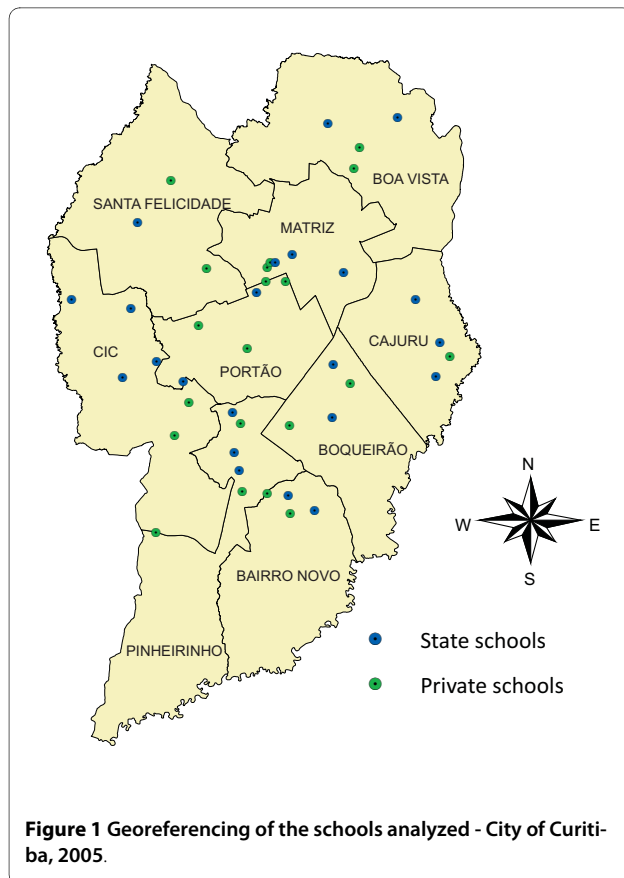 BOA VISTA
SANTA FELICIDADE
MATRIZ
CAJURU
CIC
PORTÃO
BOQUEIRÃO
N
W E
S
BAIRRO NOVO
PINHEIRINHO
State schools
Private schools
Figure 1 Georeferencing of the schools analyzed - City of Curiti-
ba, 2005.